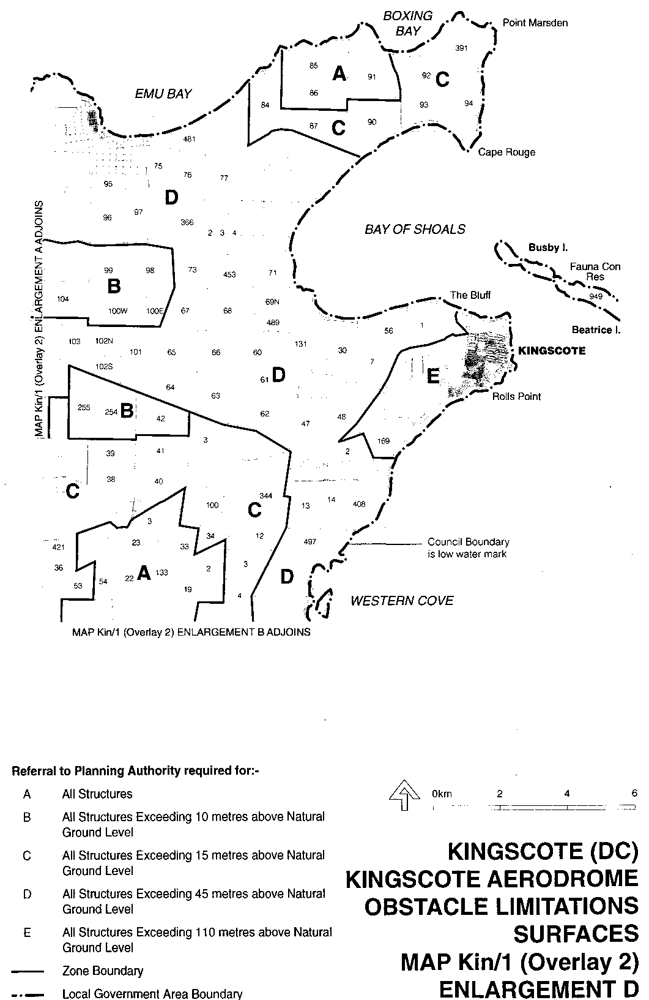 BOXING
BAY
Point Marsden
391
85
A
91
92 C
EMU BAY
86
84
93
94
87
C
90
481
Cape Rouge
75
76
77
95
D
97
96
366
2 3 4
BAY OF SHOALS
Busby I.
Fauna Con
Res
949
Beatrice I.
99
98
73
453
71
B
104
69N
The Bluff
100W
100E
67
68
489
56
1
103
102N
101
65
66
60
131
30
KINGSCOTE
7
102S
61 D
E
64
63
Rolls Point
255
254 B
42
62
47
48
3
169
39
41
2
38
40
C
344
100
C
13
14
408
3
421
23
33
34
12
497
Council Boundary
is low water mark
36
22 A 133
2
3
D
53
54
19
4
WESTERN COVE
MAP Kin/1 (Overlay 2) ENLARGEMENT A ADJOINS
MAP Kin/1 (Overlay 2) ENLARGEMENT B ADJOINS
Referral to Planning Authority required for:-
A All Structures
B All Structures Exceeding 10 metres above Natural
Ground Level
C All Structures Exceeding 15 metres above Natural
Ground Level
D All Structures Exceeding 45 metres above Natural
Ground Level
E All Structures Exceeding 110 metres above Natural
Ground Level
Zone Boundary
Local Government Area Boundary
0km 2 4 6
KINGSCOTE (DC)
KINGSCOTE AERODROME
OBSTACLE LIMITATIONS
SURFACES
MAP Kin/1 (Overlay 2)
ENLARGEMENT D